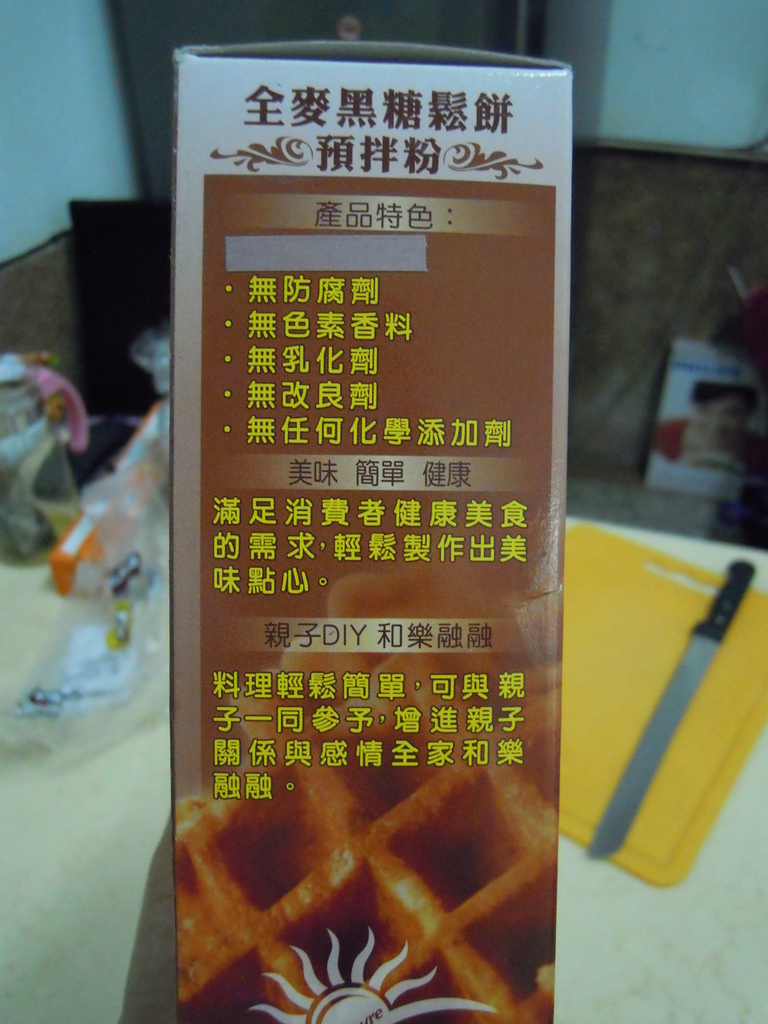 全麥黑糖鬆餅
預拌粉
產品特色：
・無防腐劑
・無色素香料
・無乳化劑
・無改良劑
・無任何化學添加劑
美味 簡單 健康
滿足消費者健康美食
的需求，輕鬆製作出美
味點心。
親子DIY 和樂融融
料理輕鬆簡單，可與親
子一同參予，增進親子
關係與感情全家和樂
融融。